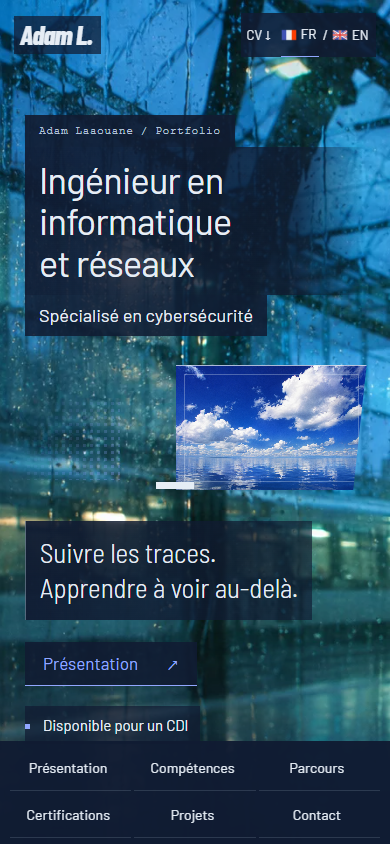 Adam L.
CV ↓ 🇫🇷 FR / 🇬🇧 EN
Adam Laaouane / Portfolio
Ingénieur en
informatique
et réseaux
Spécialisé en cybersécurité
Suivre les traces.
Apprendre à voir au-delà.
Présentation ↗
Disponible pour un CDI
Présentation Compétences Parcours
Certifications Projets Contact